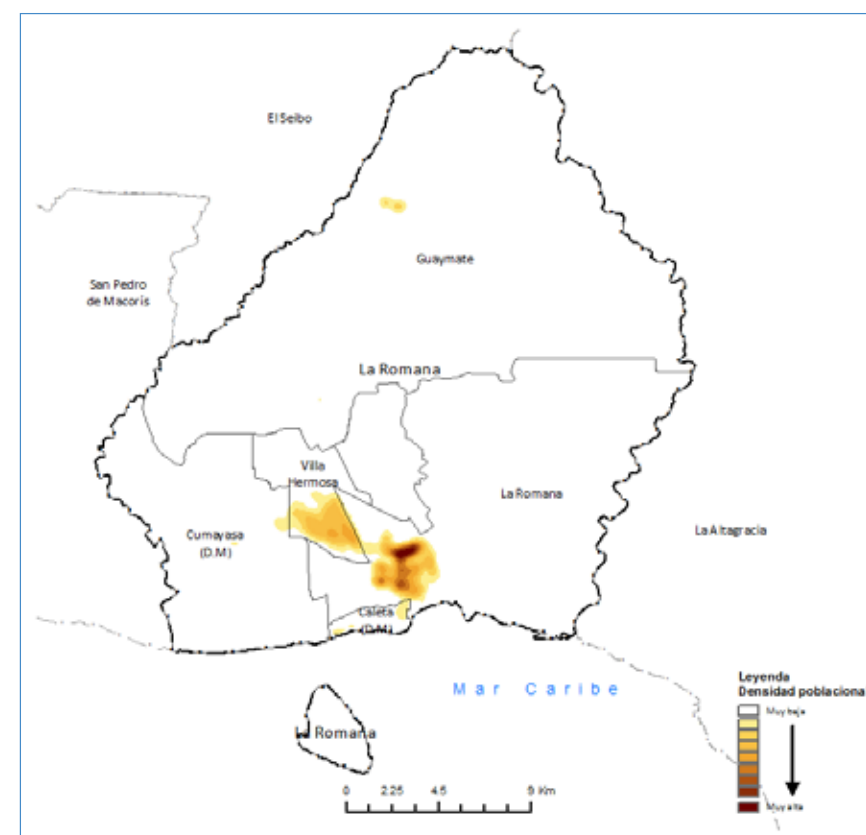 El Seibo
Guaymate
San Pedro
de Macorís
La Romana
Villa
Hermosa
La Romana
Cumayasa
(D.M)
La Altagracia
Caleta
(D.M)
Mar Caribe
La Romana
Leyenda
Densidad poblaciona
Muy baja
Muy alta
0 2.25 4.5 9 Km